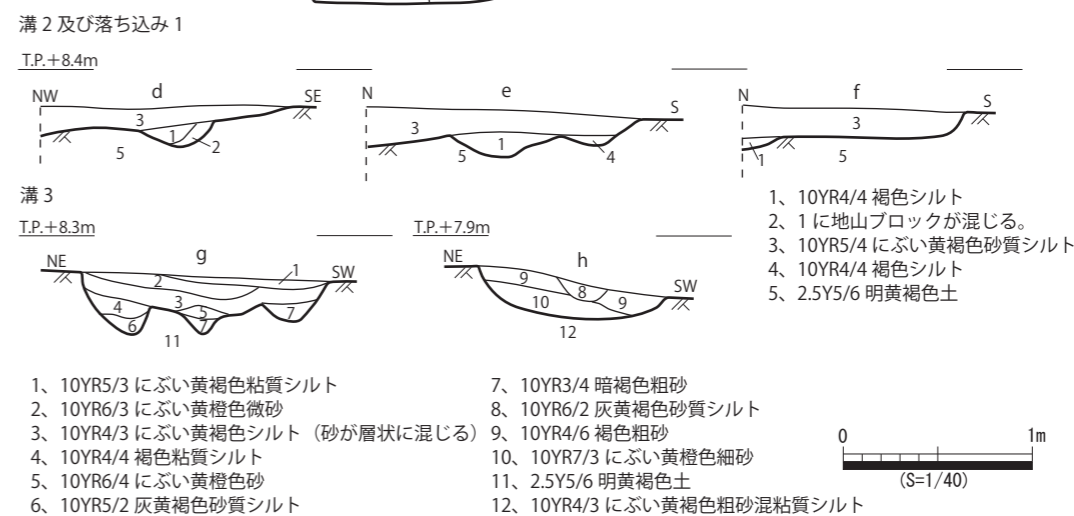 溝2及び落ち込み1
T.P.+8.4m
NW d SE
3
1
2
5
N e S
3
1
5
4
N f S
3
1
5
1、10YR4/4 褐色シルト
2、1に地山ブロックが混じる。
3、10YR5/4 にぶい黄褐色砂質シルト
4、10YR4/4 褐色シルト
5、2.5Y5/6 明黄褐色土
溝3
T.P.+8.3m
NE g SW
1
2
3
4
5
6
7
7
11
T.P.+7.9m
NE h SW
9
8
9
10
12
1、10YR5/3 にぶい黄褐色粘質シルト
2、10YR6/3 にぶい黄橙色微砂
3、10YR4/3 にぶい黄褐色シルト（砂が層状に混じる）
4、10YR4/4 褐色粘質シルト
5、10YR6/4 にぶい黄橙色砂
6、10YR5/2 灰黄褐色砂質シルト
7、10YR3/4 暗褐色粗砂
8、10YR6/2 灰黄褐色砂質シルト
9、10YR4/6 褐色粗砂
10、10YR7/3 にぶい黄橙色細砂
11、2.5Y5/6 明黄褐色土
12、10YR4/3 にぶい黄褐色粗砂混粘質シルト
0 1m
(S=1/40)